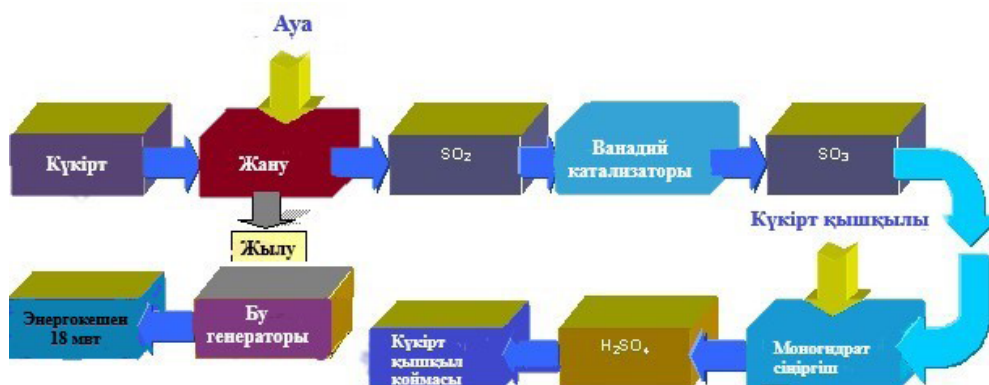 Ауа
Күкірт
Жану
SO₂
Ванадий
катализаторы
SO₃
Күкірт қышқылы
Жылу
Энергокешен
18 мвт
Бу
генераторы
Күкірт
қышқыл
қоймасы
H₂SO₄
Моногидрат
сіңіргіш